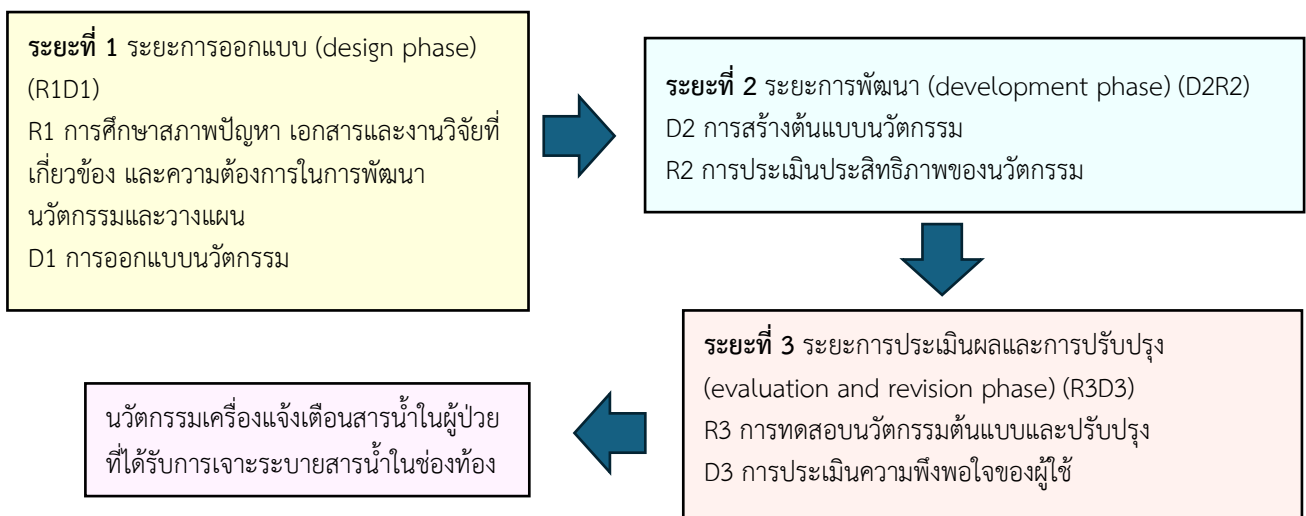 ระยะที่ 1 ระยะการออกแบบ (design phase)
(R1D1)
R1 การศึกษาสภาพปัญหา เอกสารและงานวิจัยที่
เกี่ยวข้อง และความต้องการในการพัฒนา
นวัตกรรมและวางแผน
D1 การออกแบบนวัตกรรม
ระยะที่ 2 ระยะการพัฒนา (development phase) (D2R2)
D2 การสร้างต้นแบบนวัตกรรม
R2 การประเมินประสิทธิภาพของนวัตกรรม
ระยะที่ 3 ระยะการประเมินผลและการปรับปรุง
(evaluation and revision phase) (R3D3)
R3 การทดสอบนวัตกรรมต้นแบบและปรับปรุง
D3 การประเมินความพึงพอใจของผู้ใช้
นวัตกรรมเครื่องแจ้งเตือนสารน้ำในผู้ป่วย
ที่ได้รับการเจาะระบายสารน้ำในช่องท้อง